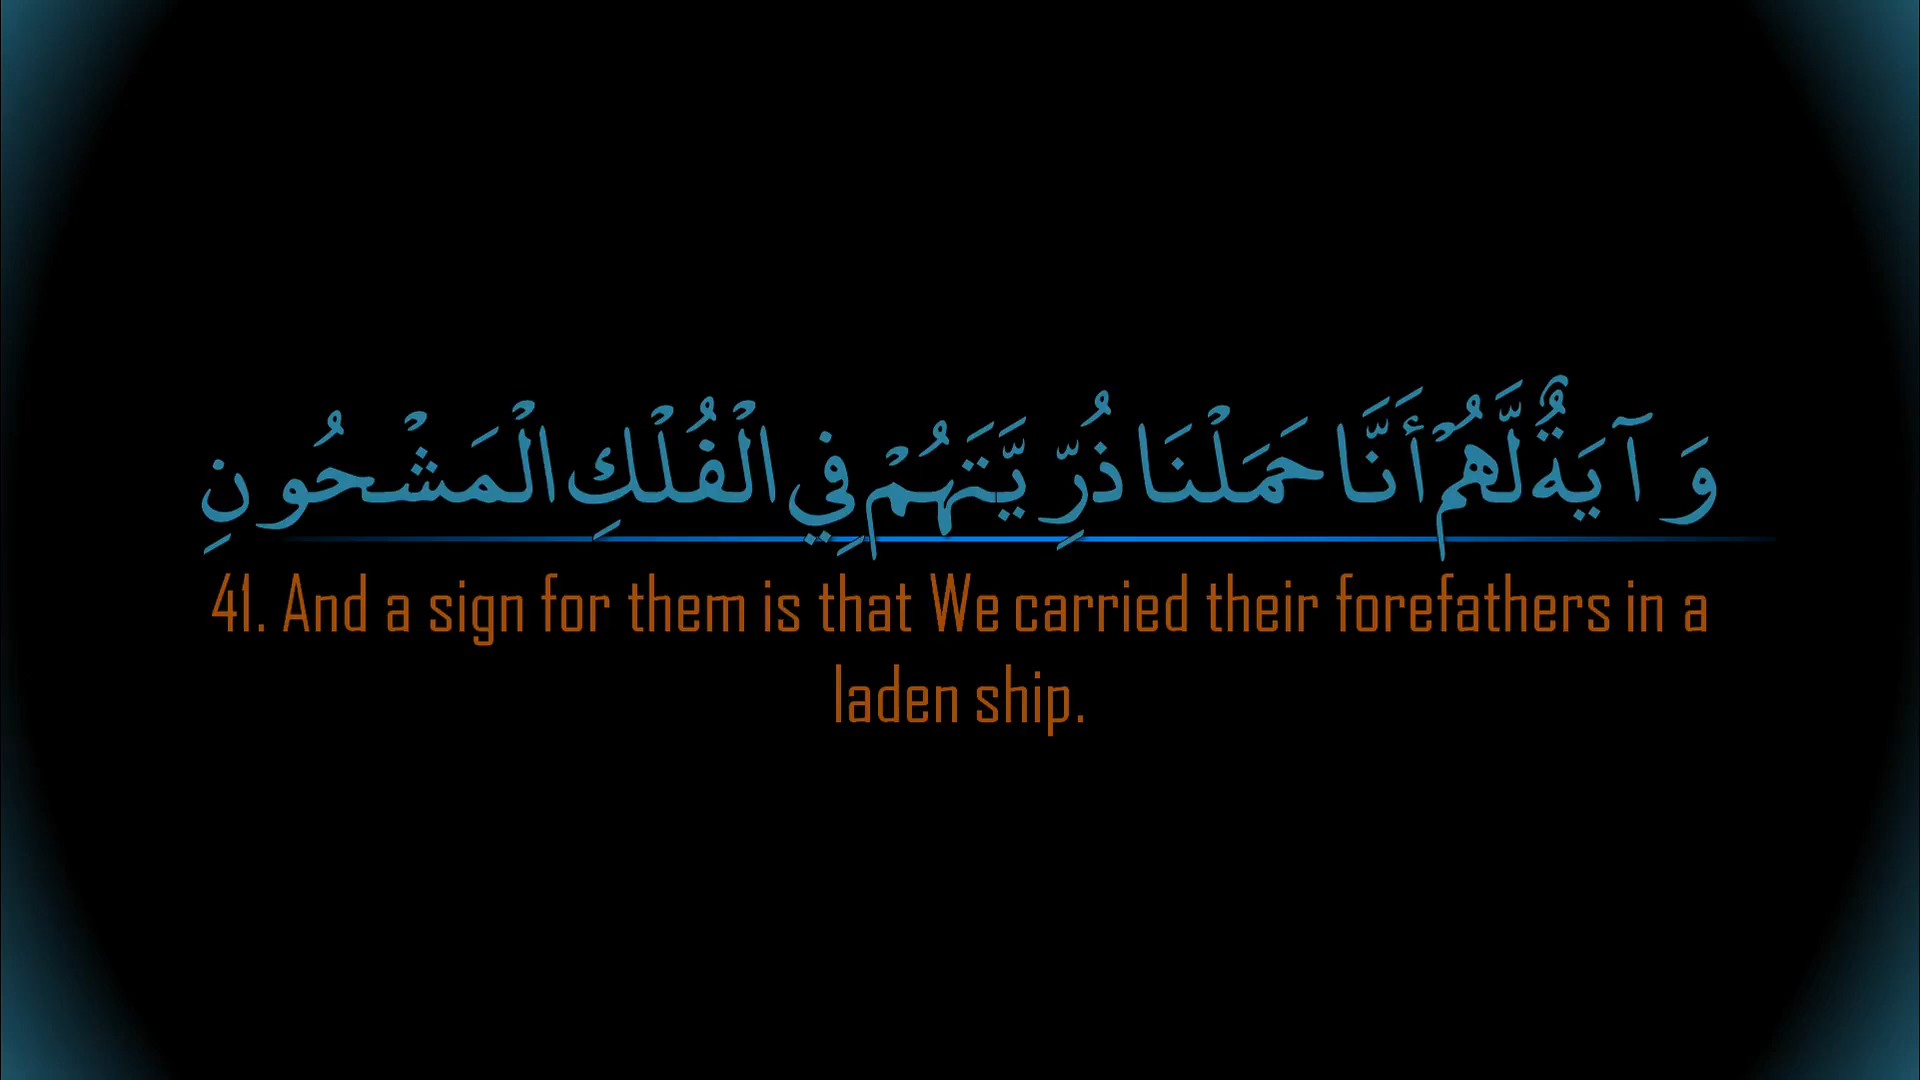 وَآيَةٌ لَّهُمْ أَنَّا حَمَلْنَا ذُرِّيَّتَهُمْ فِي الْفُلْكِ الْمَشْحُونِ
41. And a sign for them is that We carried their forefathers in a
laden ship.